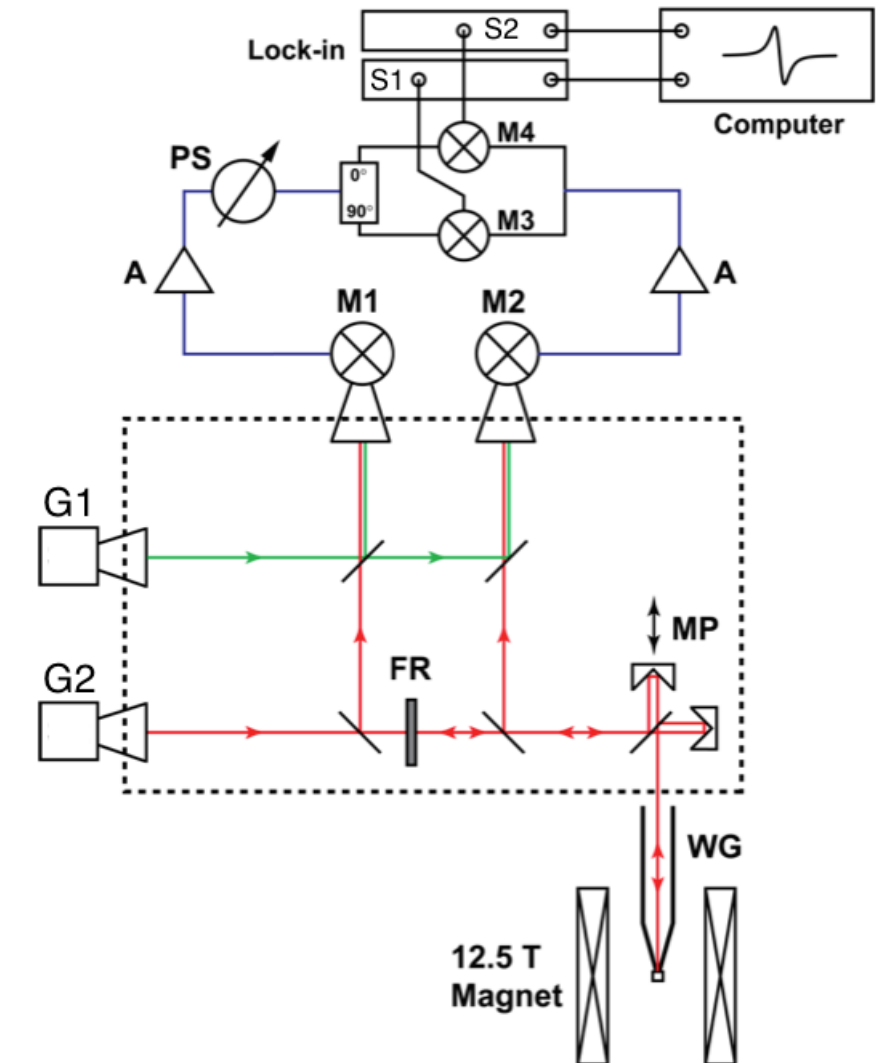 S2
Lock-in
S1
Computer
M4
PS
0°
90°
M3
A
A
M1
M2
G1
MP
G2
FR
WG
12.5 T
Magnet